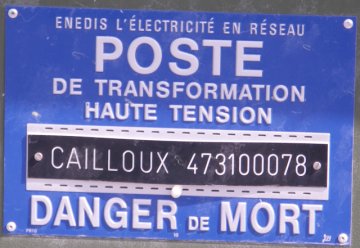 ENEDIS L'ÉLECTRICITÉ EN RÉSEAU
POSTE
DE TRANSFORMATION
HAUTE TENSION
CAILLOUX 473100078
DANGER DE MORT